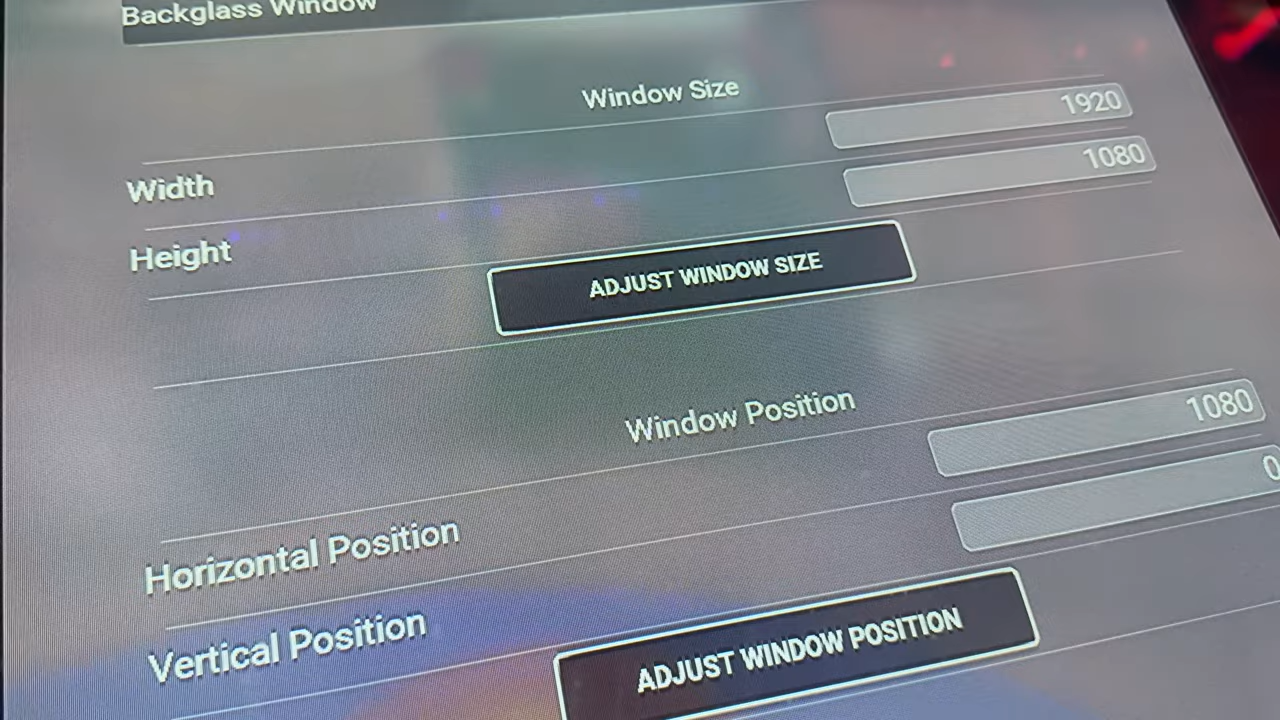 Backglass Window
Window Size
Width 1920
Height 1080
ADJUST WINDOW SIZE
Window Position
Horizontal Position 1080
Vertical Position 0
ADJUST WINDOW POSITION